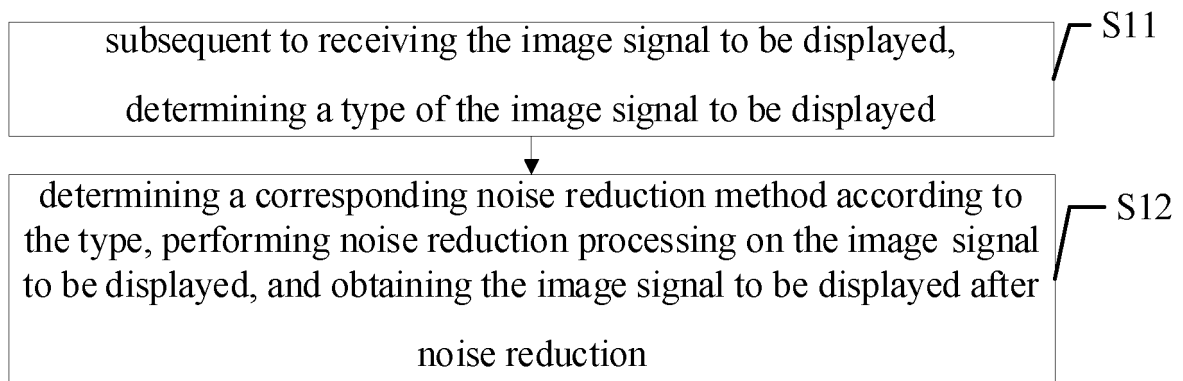 subsequent to receiving the image signal to be displayed,
S11
determining a type of the image signal to be displayed
determining a corresponding noise reduction method according to
the type, performing noise reduction processing on the image signal
S12
to be displayed, and obtaining the image signal to be displayed after
noise reduction